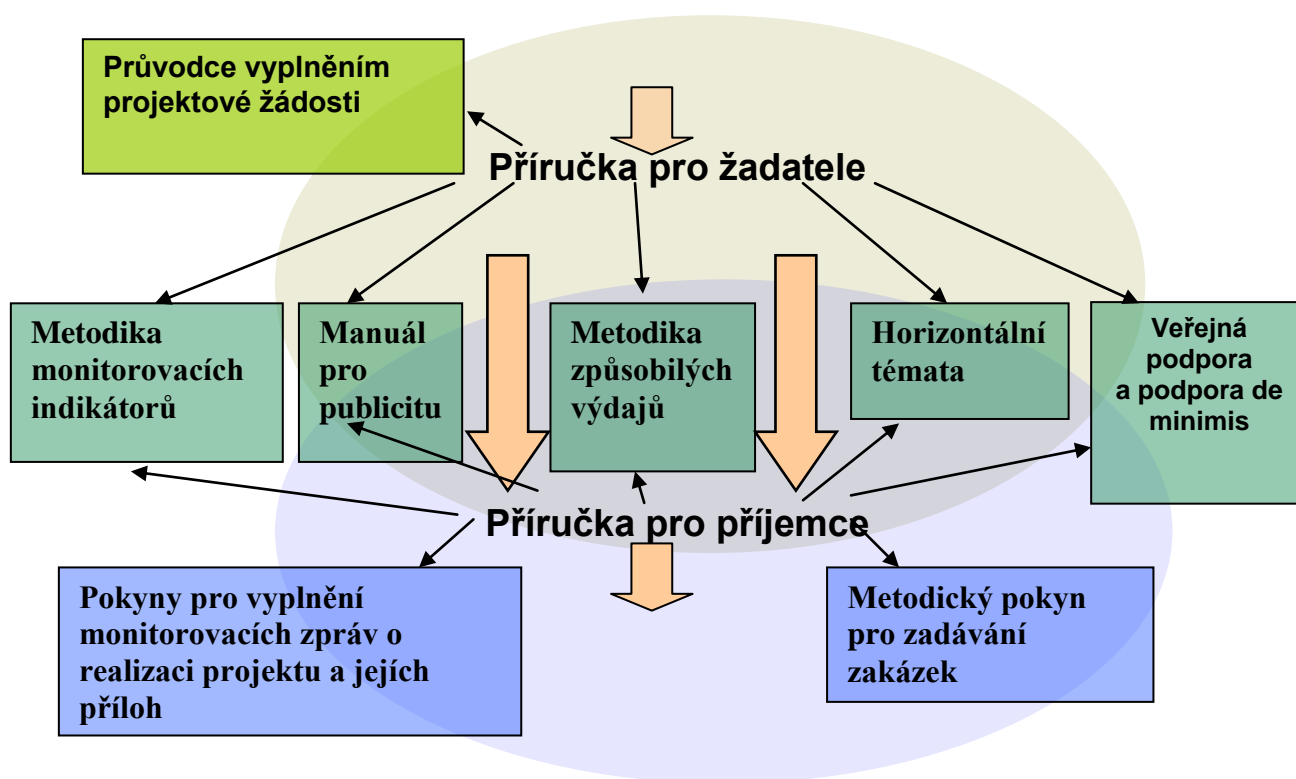 Průvodce vyplněním
projektové žádosti
Příručka pro žadatele
Metodika
monitorovacích
indikátorů
Manuál
pro
publicitu
Metodika
způsobilých
výdajů
Horizontální
témata
Veřejná
podpora
a podpora de
minimis
Příručka pro příjemce
Pokyny pro vyplnění
monitorovacích zpráv o
realizaci projektu a jejích
příloh
Metodický pokyn
pro zadávání
zakázek